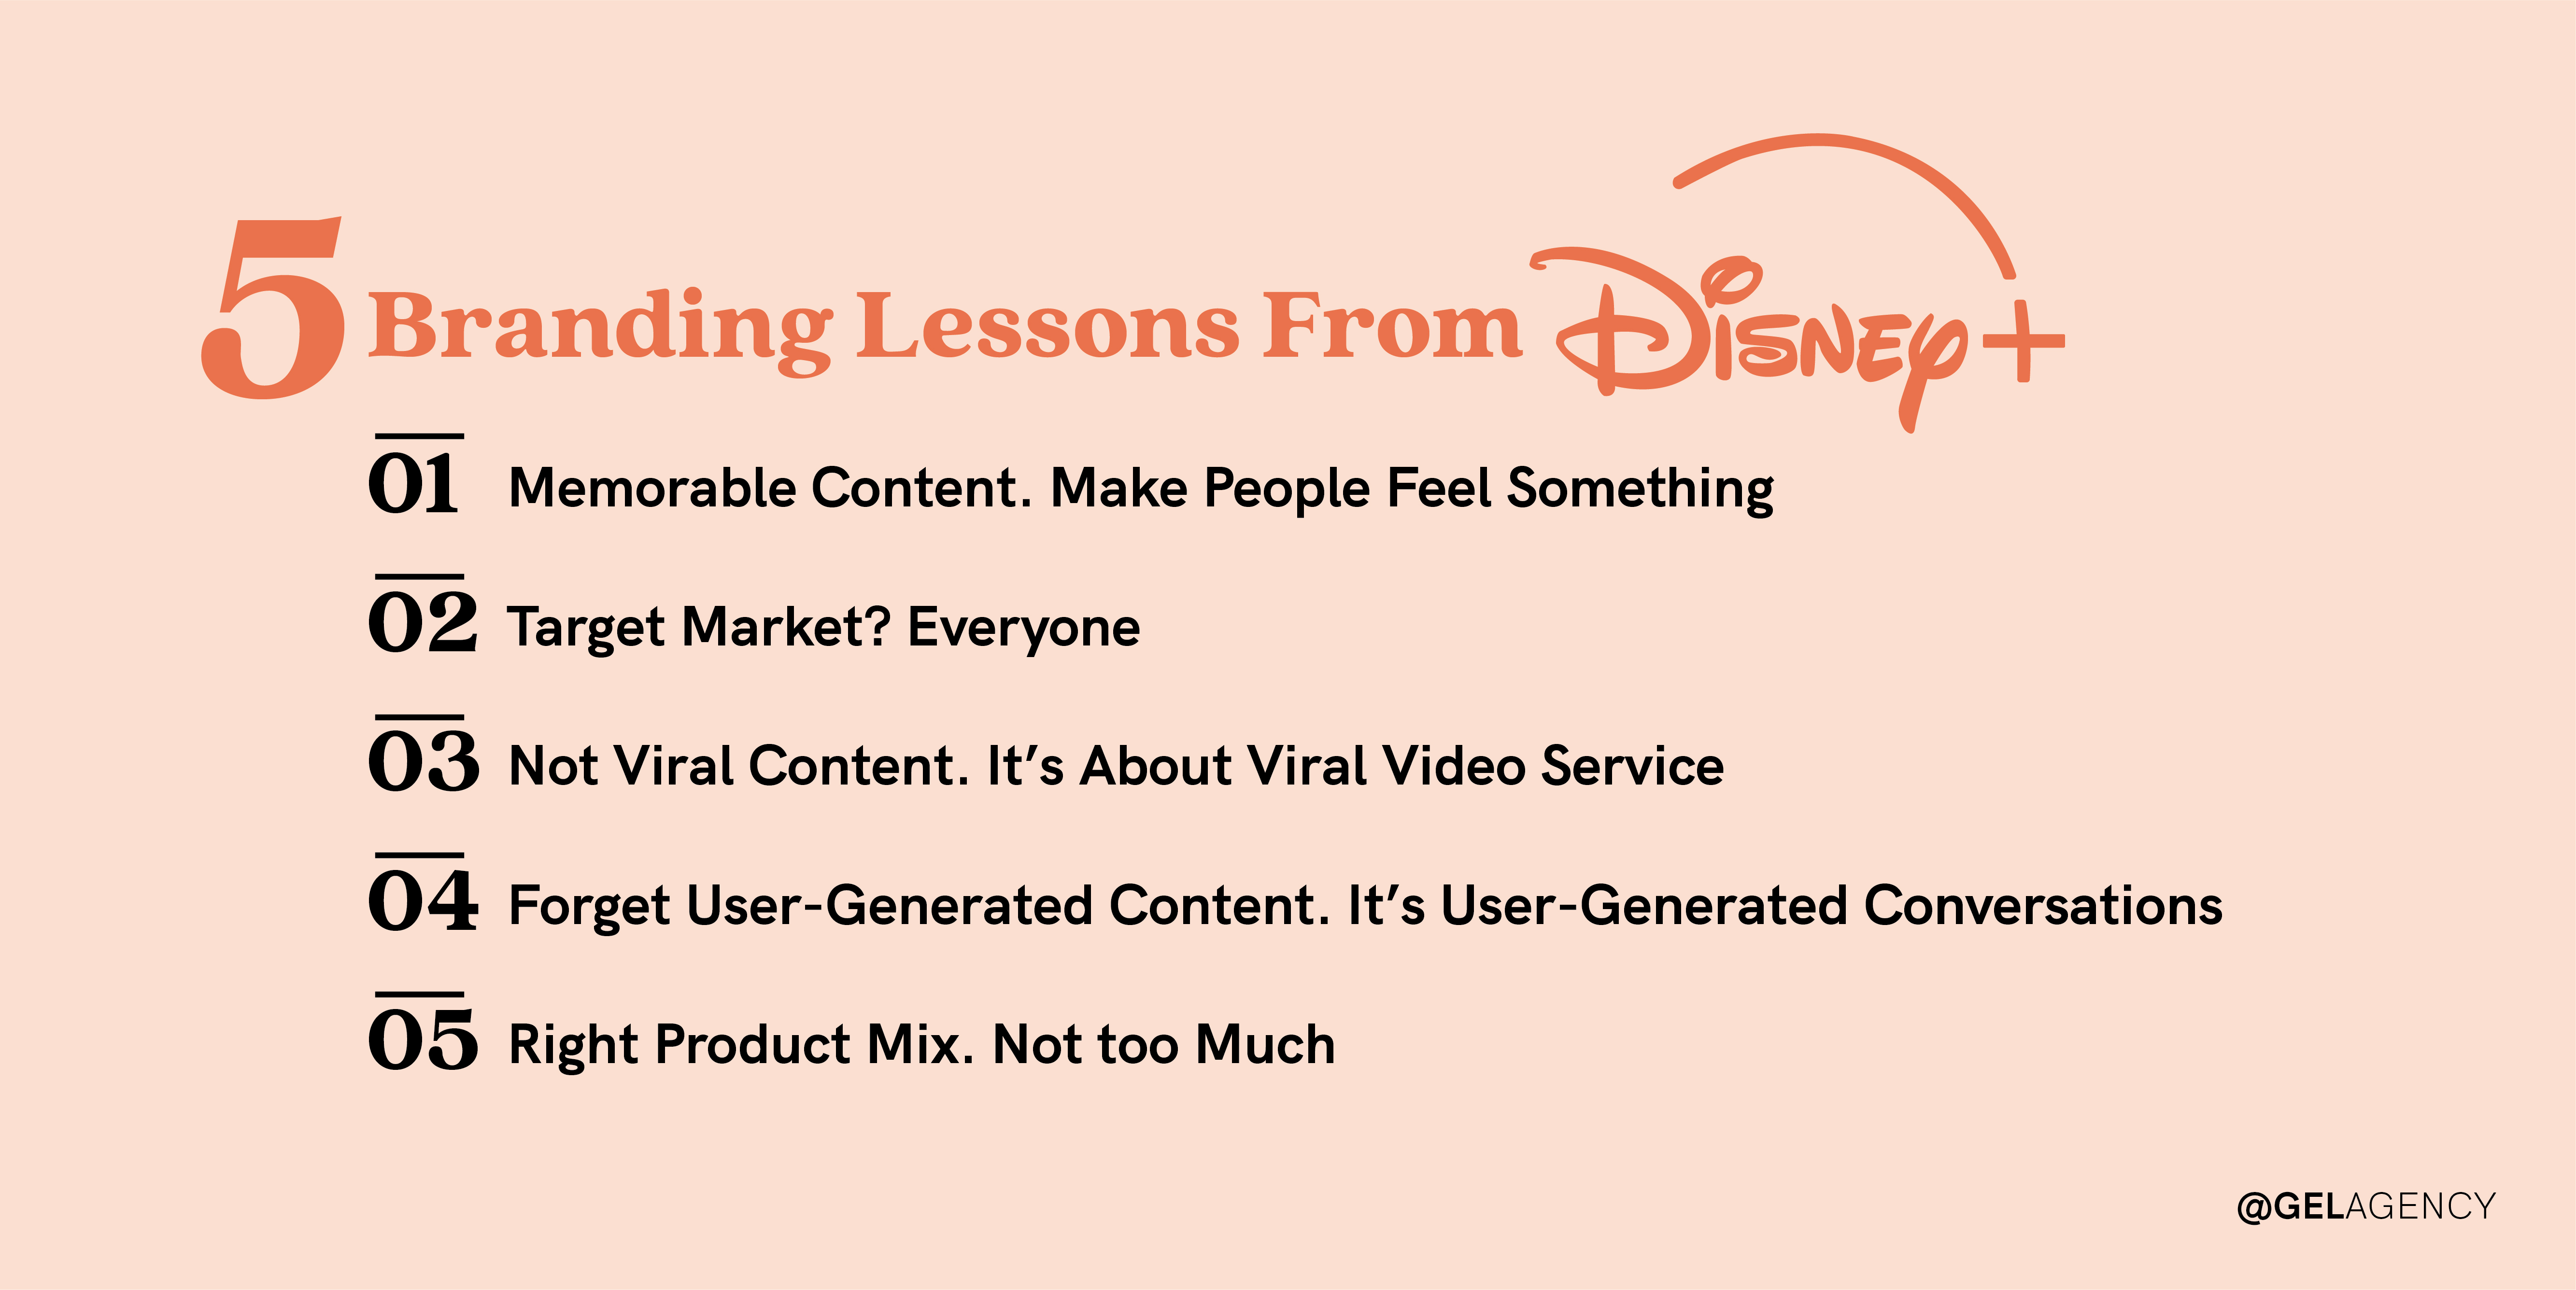 5 Branding Lessons From Disney+
01 Memorable Content. Make People Feel Something
02 Target Market? Everyone
03 Not Viral Content. It’s About Viral Video Service
04 Forget User-Generated Content. It’s User-Generated Conversations
05 Right Product Mix. Not too Much
@GELAGENCY